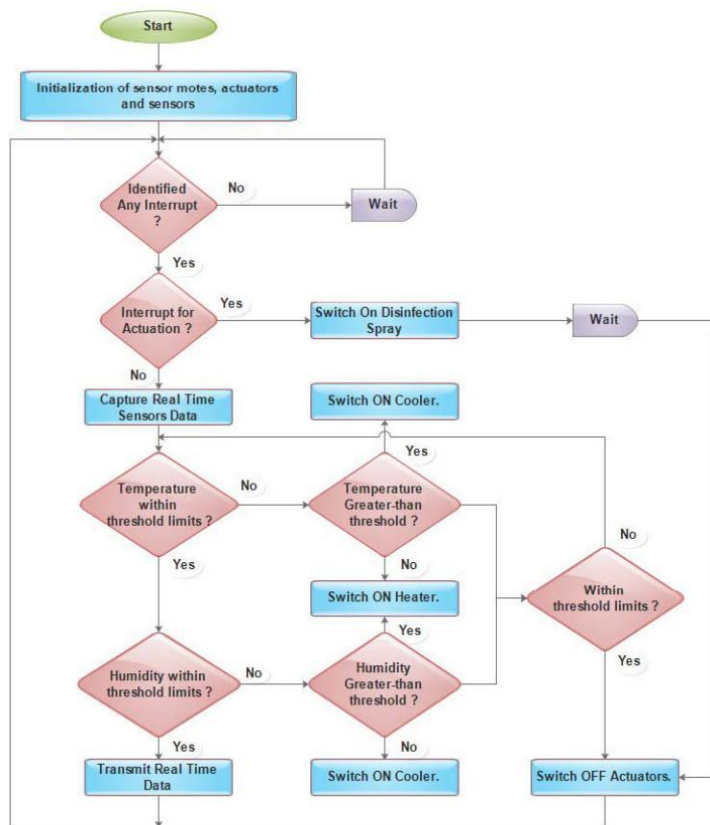 Start
Initialization of sensor motes, actuators
and sensors
Identified
Any Interrupt
?
No
Wait
Yes
Interrupt for
Actuation ?
Yes
Switch On Disinfection
Spray
Wait
No
Capture Real Time
Sensors Data
Switch ON Cooler.
Yes
Temperature
within
threshold limits ?
No
Temperature
Greater-than
threshold ?
No
Yes
No
Switch ON Heater.
Within
threshold limits ?
Yes
Humidity within
threshold limits ?
No
Humidity
Greater-than
threshold ?
Yes
Yes
No
Transmit Real Time
Data
Switch ON Cooler.
Switch OFF Actuators.